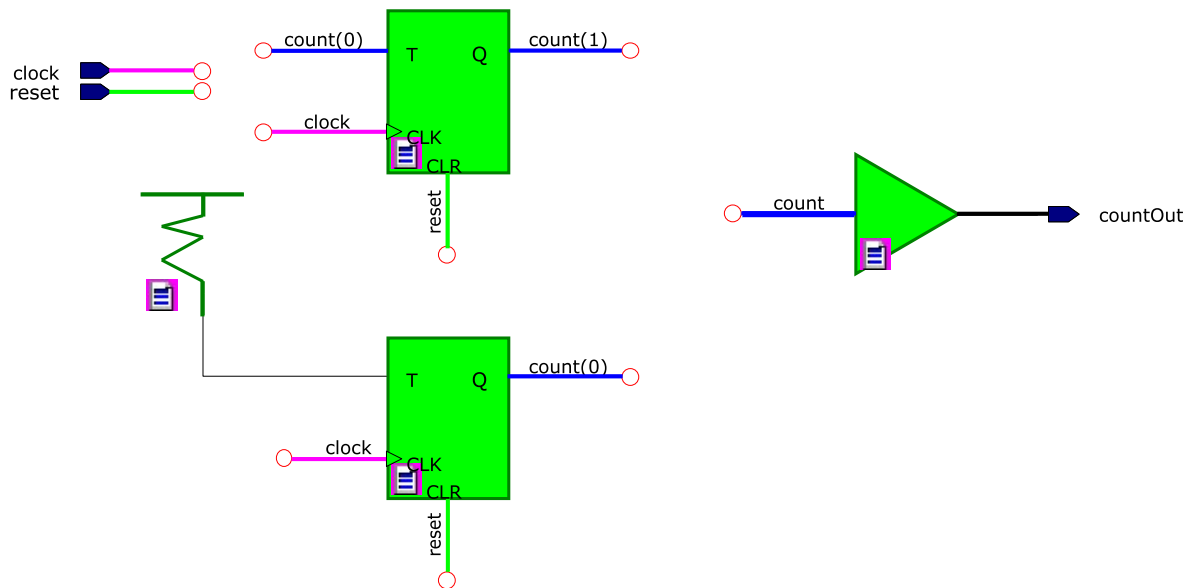 count(0)
T
Q
count(1)
clock
reset
clock
CLK
CLR
reset
count
countOut
T
Q
count(0)
clock
CLK
CLR
reset